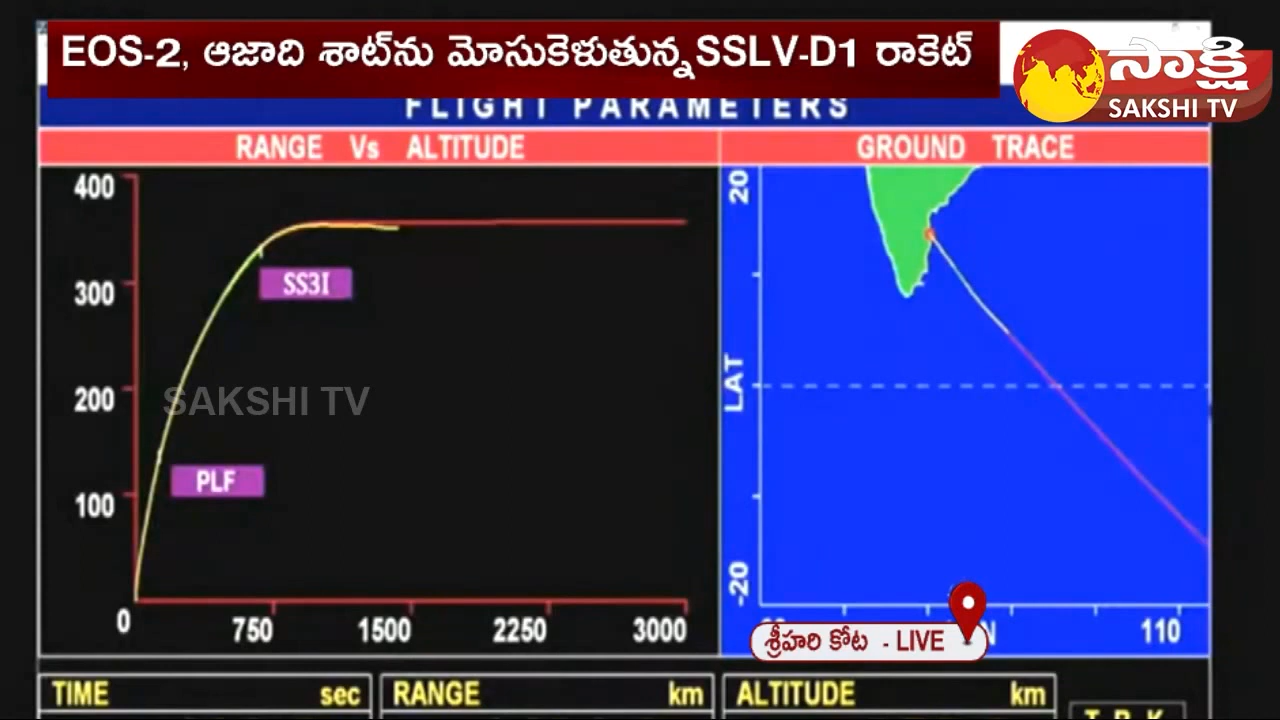 EOS-2, ఆజాది శాట్‌ను మోసుకెళుతున్న SSLV-D1 రాకెట్
సాక్షి
SAKSHI TV
FLIGHT PARAMETERS
RANGE Vs ALTITUDE
GROUND TRACE
400
300
200
100
0
750
1500
2250
3000
SS3I
PLF
SAKSHI TV
20
LAT
-20
110
శ్రీహరి కోట - LIVE
TIME sec
RANGE km
ALTITUDE km